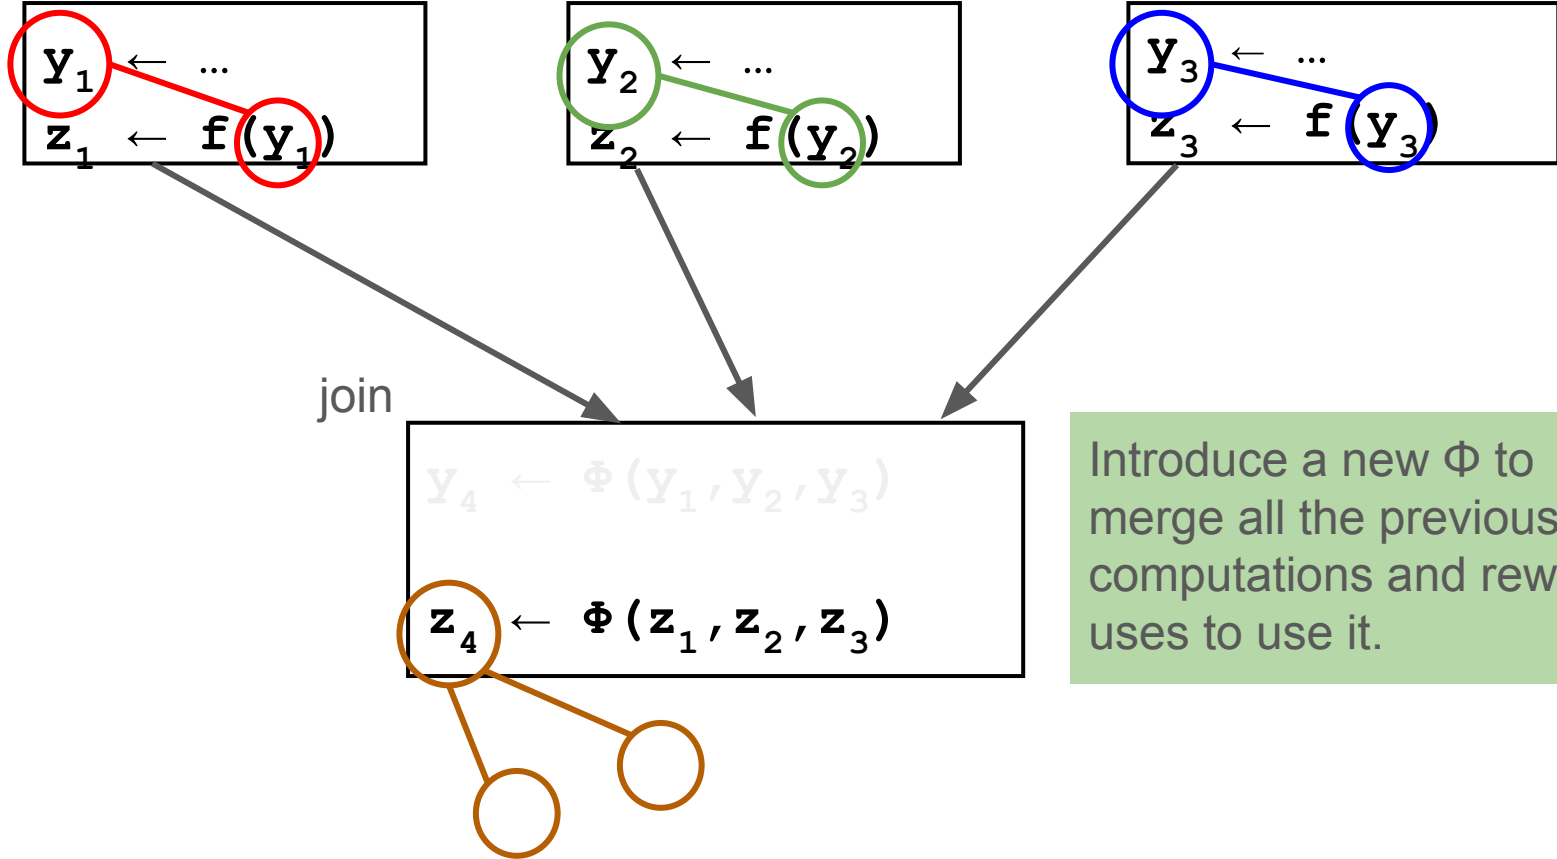 y₁ ← ...
z₁ ← f(y₁)
y₂ ← ...
z₂ ← f(y₂)
y₃ ← ...
z₃ ← f(y₃)
join
y₄ ← Φ(y₁,y₂,y₃)
z₄ ← Φ(z₁,z₂,z₃)
Introduce a new Φ to
merge all the previous
computations and rew
uses to use it.